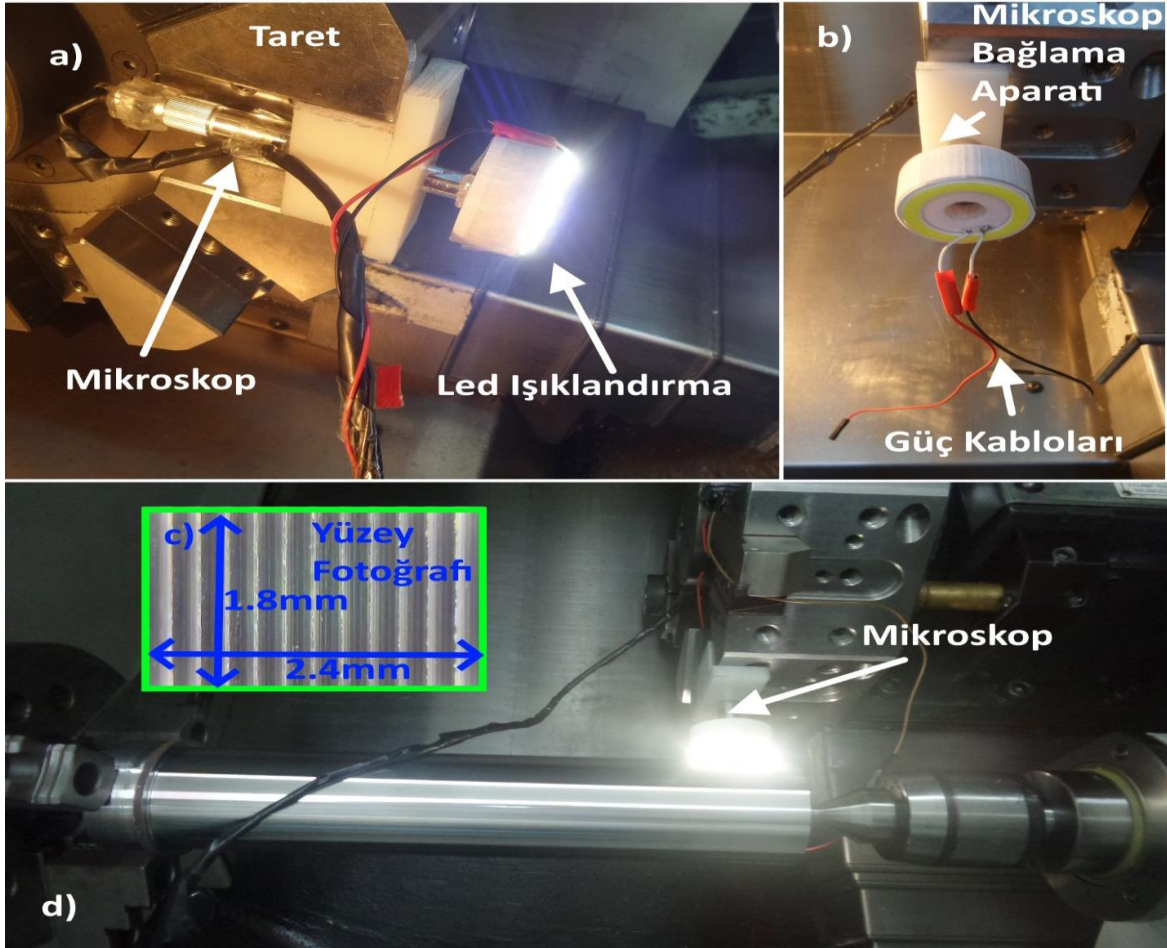 a)
Taret
Mikroskop
Led Işıklandırma
b)
Mikroskop
Bağlama
Aparatı
Güç Kabloları
c)
Yüzey
Fotoğrafı
1.8mm
2.4mm
Mikroskop
d)